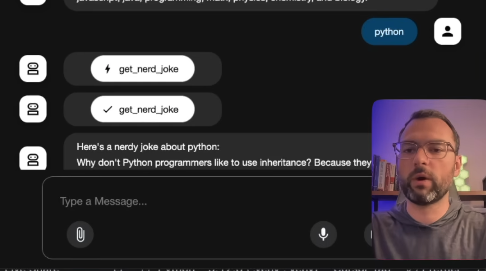 javascript, java, programming, math, physics, chemistry, and biology.
python
get_nerd_joke
get_nerd_joke
Here's a nerdy joke about python:
Why don't Python programmers like to use inheritance? Because they
Type a Message...